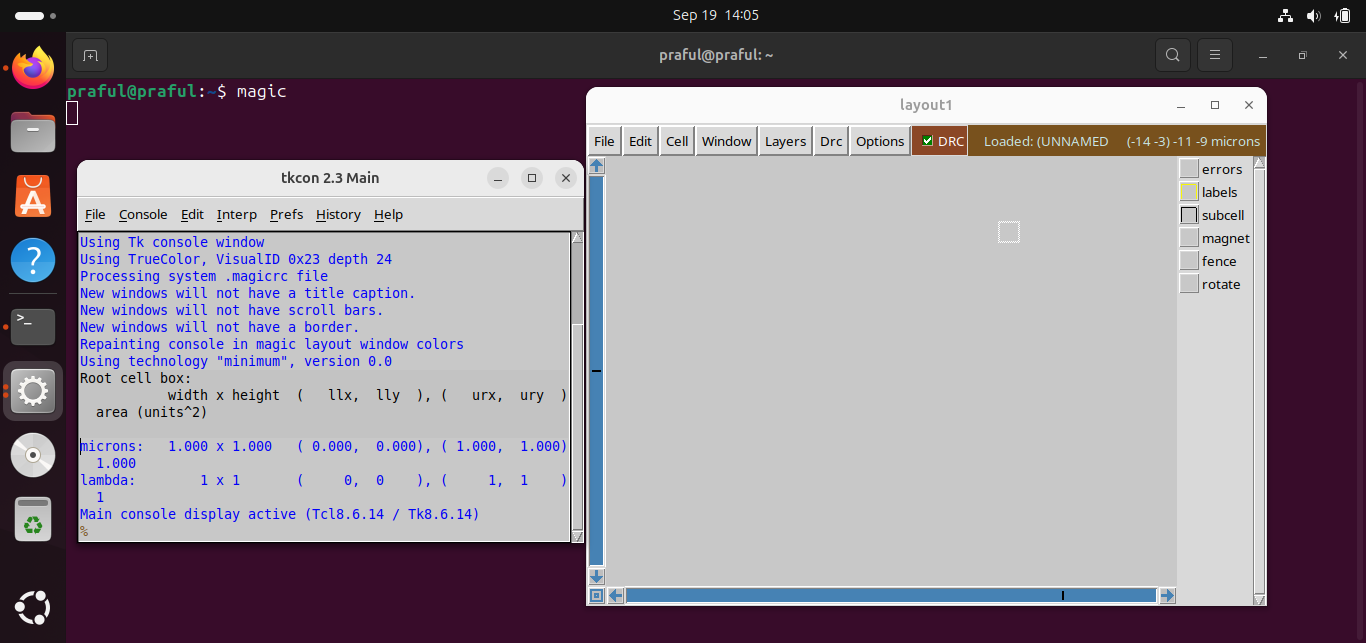 Sep 19 14:05
praful@praful: ~
praful@praful:~$ magic
layout1
File Edit Cell Window Layers Drc Options DRC Loaded: (UNNAMED (-14 -3) -11 -9 microns
errors
labels
subcell
magnet
fence
rotate
tkcon 2.3 Main
File Console Edit Interp Prefs History Help
Using Tk console window
Using TrueColor, VisualID 0x23 depth 24
Processing system .magicrc file
New windows will not have a title caption.
New windows will not have scroll bars.
New windows will not have a border.
Repainting console in magic layout window colors
Using technology "minimum", version 0.0
Root cell box:
width x height ( llx, lly ), ( urx, ury )
area (units^2)
microns: 1.000 x 1.000 ( 0.000, 0.000), ( 1.000, 1.000)
1.000
lambda: 1 x 1 ( 0, 0 ), ( 1, 1 )
1
Main console display active (Tcl8.6.14 / Tk8.6.14)
%